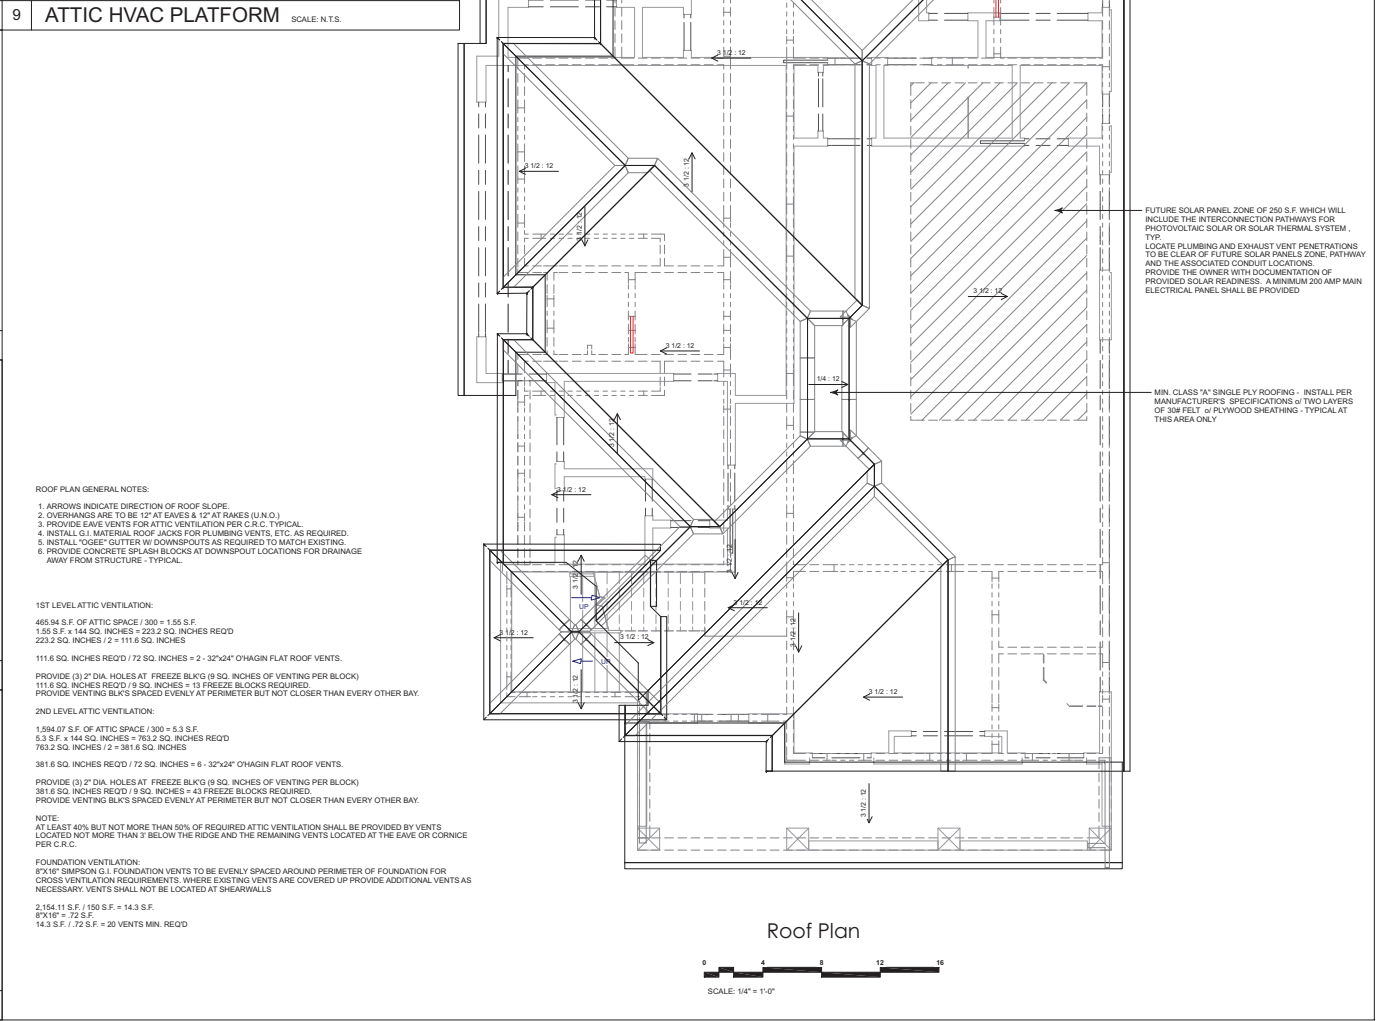 9 ATTIC HVAC PLATFORM SCALE: N.T.S.
3 1/2 : 12
3 1/2 : 12
3 1/2 : 12
3 1/2 : 12
FUTURE SOLAR PANEL ZONE OF 250 S.F. WHICH WILL
INCLUDE THE INTERCONNECTION PATHWAYS FOR
PHOTOVOLTAIC SOLAR OR SOLAR THERMAL SYSTEM ,
TYP.
LOCATE PLUMBING AND EXHAUST VENT PENETRATIONS
TO BE CLEAR OF FUTURE SOLAR PANELS ZONE, PATHWAY
AND THE ASSOCIATED CONDUIT LOCATIONS.
PROVIDE THE OWNER WITH DOCUMENTATION OF
PROVIDED SOLAR READINESS. A MINIMUM 200 AMP MAIN
ELECTRICAL PANEL SHALL BE PROVIDED
3 1/2 : 12
3 1/2 : 12
1/4 : 12
MIN. CLASS "A" SINGLE PLY ROOFING - INSTALL PER
MANUFACTURER'S SPECIFICATIONS o/ TWO LAYERS
OF 30# FELT o/ PLYWOOD SHEATHING - TYPICAL AT
THIS AREA ONLY
3 1/2 : 12
3 1/2 : 12
ROOF PLAN GENERAL NOTES:
1. ARROWS INDICATE DIRECTION OF ROOF SLOPE.
2. OVERHANGS ARE TO BE 12" AT EAVES & 12" AT RAKES (U.N.O.)
3. PROVIDE EAVE VENTS FOR ATTIC VENTILATION PER C.R.C. TYPICAL.
4. INSTALL G.I. MATERIAL ROOF JACKS FOR PLUMBING VENTS, ETC. AS REQUIRED.
5. INSTALL "OGEE" GUTTER W/ DOWNSPOUTS AS REQUIRED TO MATCH EXISTING.
6. PROVIDE CONCRETE SPLASH BLOCKS AT DOWNSPOUT LOCATIONS FOR DRAINAGE
AWAY FROM STRUCTURE - TYPICAL.
3 1/2 : 12
3 1/2 : 12
UP
3 1/2 : 12
3 1/2 : 12
3 1/2 : 12
3 1/2 : 12
UP
3 1/2 : 12
3 1/2 : 12
3 1/2 : 12
1ST LEVEL ATTIC VENTILATION:
465.94 S.F. OF ATTIC SPACE / 300 = 1.55 S.F.
1.55 S.F. x 144 SQ. INCHES = 223.2 SQ. INCHES REQ'D
223.2 SQ. INCHES / 2 = 111.6 SQ. INCHES
111.6 SQ. INCHES REQ'D / 72 SQ. INCHES = 2 - 32"x24" O'HAGIN FLAT ROOF VENTS.
PROVIDE (3) 2" DIA. HOLES AT FREEZE BLK'G (9 SQ. INCHES OF VENTING PER BLOCK)
111.6 SQ. INCHES REQ'D / 9 SQ. INCHES = 13 FREEZE BLOCKS REQUIRED.
PROVIDE VENTING BLK'S SPACED EVENLY AT PERIMETER BUT NOT CLOSER THAN EVERY OTHER BAY.
2ND LEVEL ATTIC VENTILATION:
1,594.07 S.F. OF ATTIC SPACE / 300 = 5.3 S.F.
5.3 S.F. x 144 SQ. INCHES = 763.2 SQ. INCHES REQ'D
763.2 SQ. INCHES / 2 = 381.6 SQ. INCHES
381.6 SQ. INCHES REQ'D / 72 SQ. INCHES = 6 - 32"x24" O'HAGIN FLAT ROOF VENTS.
PROVIDE (3) 2" DIA. HOLES AT FREEZE BLK'G (9 SQ. INCHES OF VENTING PER BLOCK)
381.6 SQ. INCHES REQ'D / 9 SQ. INCHES = 43 FREEZE BLOCKS REQUIRED.
PROVIDE VENTING BLK'S SPACED EVENLY AT PERIMETER BUT NOT CLOSER THAN EVERY OTHER BAY.
NOTE:
AT LEAST 40% BUT NOT MORE THAN 50% OF REQUIRED ATTIC VENTILATION SHALL BE PROVIDED BY VENTS
LOCATED NOT MORE THAN 3' BELOW THE RIDGE AND THE REMAINING VENTS LOCATED AT THE EAVE OR CORNICE
PER C.R.C.
FOUNDATION VENTILATION:
8"X16" SIMPSON G.I. FOUNDATION VENTS TO BE EVENLY SPACED AROUND PERIMETER OF FOUNDATION FOR
CROSS VENTILATION REQUIREMENTS. WHERE EXISTING VENTS ARE COVERED UP PROVIDE ADDITIONAL VENTS AS
NECESSARY. VENTS SHALL NOT BE LOCATED AT SHEARWALLS
2,154.11 S.F. / 150 S.F. = 14.3 S.F.
8"X16" = .72 S.F.
14.3 S.F. / .72 S.F. = 20 VENTS MIN. REQ'D
3 1/2 : 12
Roof Plan
0 4 8 12 16
SCALE: 1/4" = 1'-0"